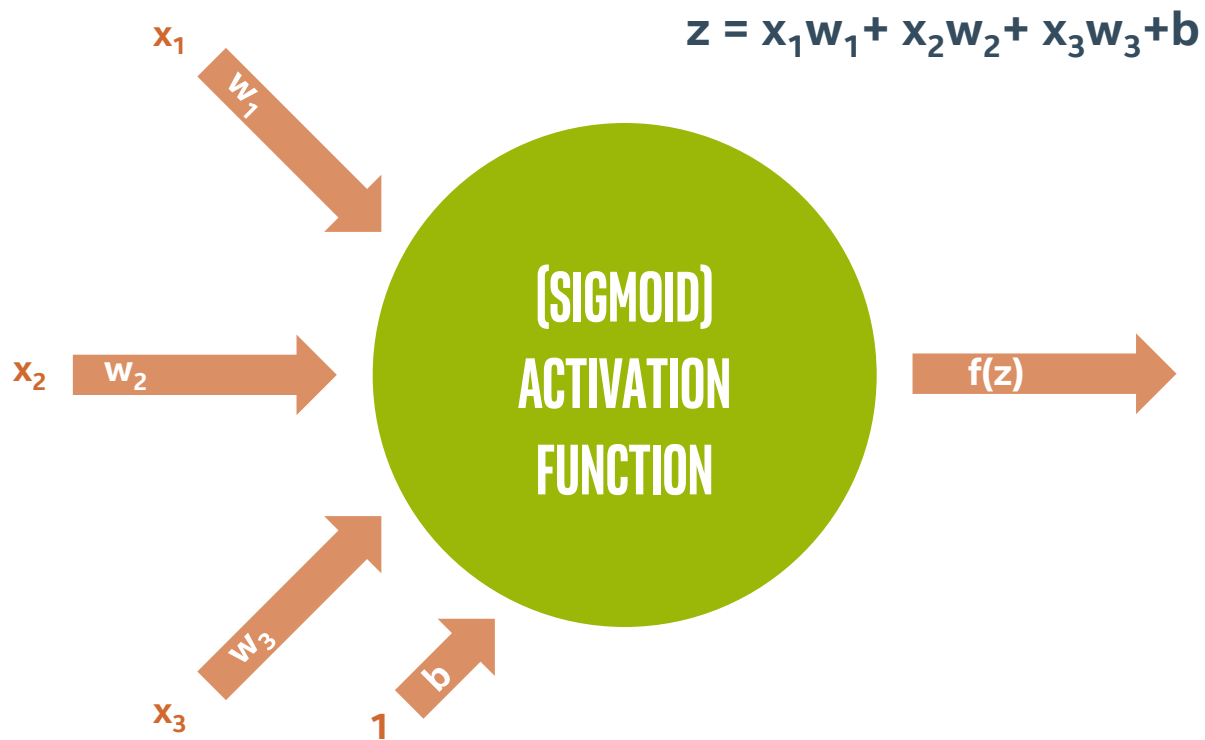 z = x₁w₁+ x₂w₂+ x₃w₃+b
x₁
w₁
(SIGMOID)
ACTIVATION
FUNCTION
x₂
w₂
f(z)
w₃
x₃
b
1